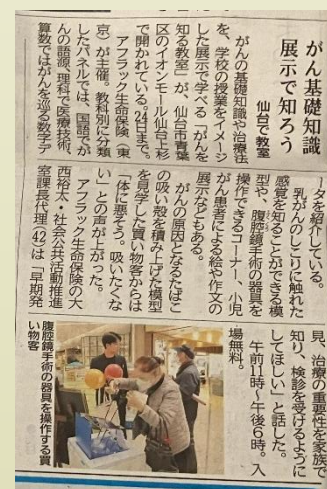 がん基礎知識
展示で知ろう
仙台で教室
がんの基礎知識や治療法
を、学校の授業をイメージ
した展示で学べる「がんを
知る教室」が、仙台市青葉
区のイオンモール仙台上杉
で開かれている。24日まで。
アフラック生命保険（東
京）が主催。教科別に分類
したパネルでは、国語でが
んの語源、理科で医療技術、
算数ではがんを巡る数字デ
ータを紹介している。
乳がんのしこりに触れた
感覚を知ることができる模
型や、腹腔鏡手術の器具を
操作できるコーナー、小児
がん患者による絵や作文の
展示などもある。
がんの原因となるたばこ
の吸い殻を積み上げた模型
を見学した買い物客からは
「体に悪そう。吸いたくな
い」との声が上がった。
アフラック生命保険の大
西裕太・社会公共活動推進
室課長代理（42）は「早期発
見、治療の重要性を家族で
知り、検診を受けるように
してほしい」と話した。
午前11時～午後6時。入
場無料。
腹腔鏡手術の器具を操作する買
い物客